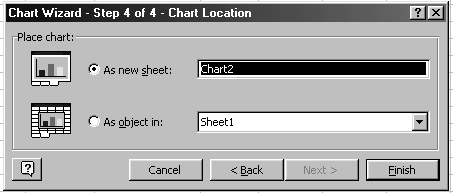 Chart Wizard - Step 4 of 4 - Chart Location
Place chart:
As new sheet: Chart2
As object in: Sheet1
Cancel < Back Next > Finish